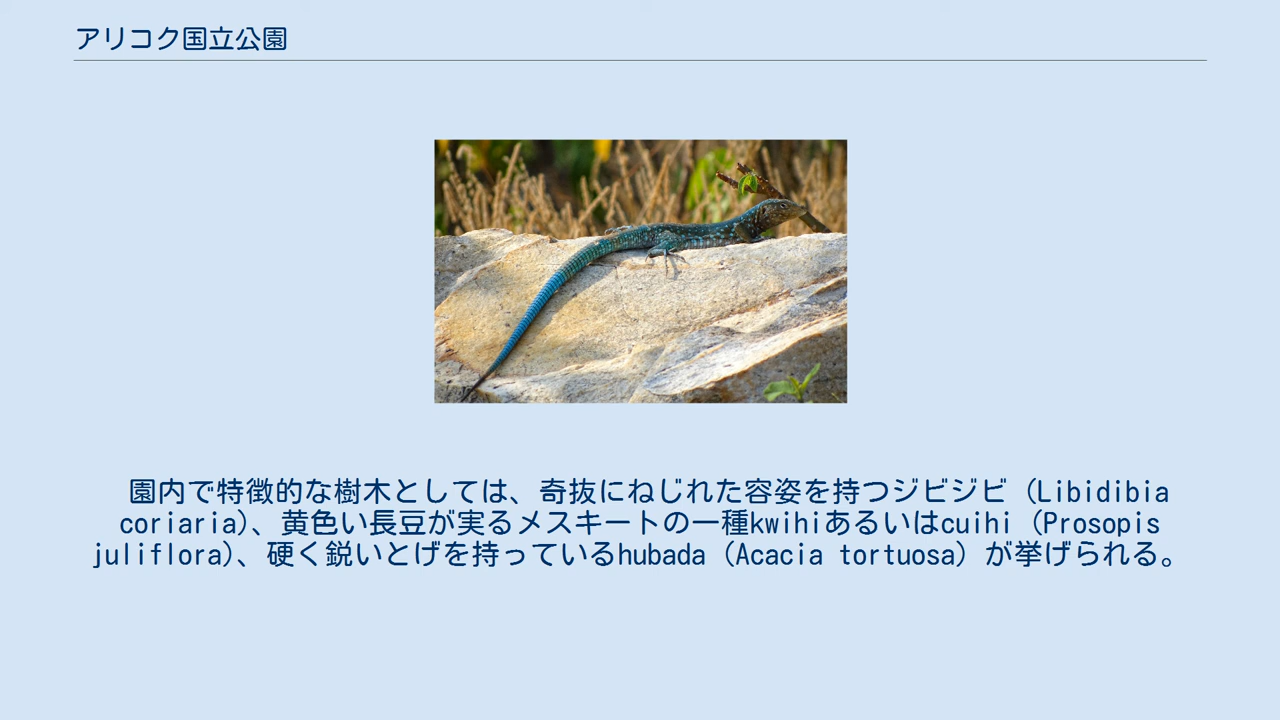 アリコク国立公園
園内で特徴的な樹木としては、奇抜にねじれた容姿を持つジビジビ（Libidibia
coriaria）、黄色い長豆が実るメスキートの一種kwihiあるいはcuihi（Prosopis
juliflora）、硬く鋭いとげを持っているhubada（Acacia tortuosa）が挙げられる。